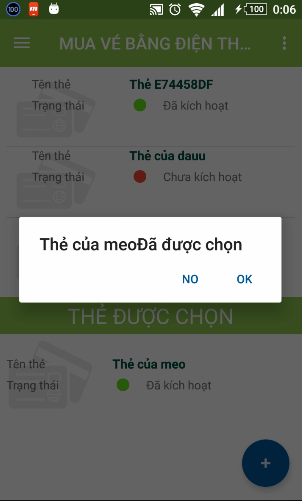 100
100
0:06
MUA VÉ BẰNG ĐIỆN TH...
Tên thẻ Thẻ E74458DF
Trạng thái Đã kích hoạt
Tên thẻ Thẻ của dauu
Trạng thái Chưa kích hoạt
Thẻ của meoĐã được chọn
NO OK
THẺ ĐƯỢC CHỌN
Tên thẻ Thẻ của meo
Trạng thái Đã kích hoạt
+